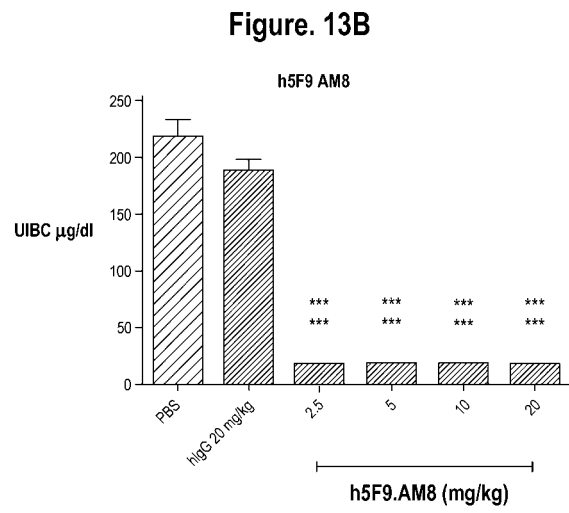 Figure. 13B
h5F9 AM8
UIBC µg/dl
250
200
150
100
50
0
*** *** *** ***
*** *** *** ***
PBS
hIgG 20 mg/kg
2.5
5
10
20
h5F9.AM8 (mg/kg)